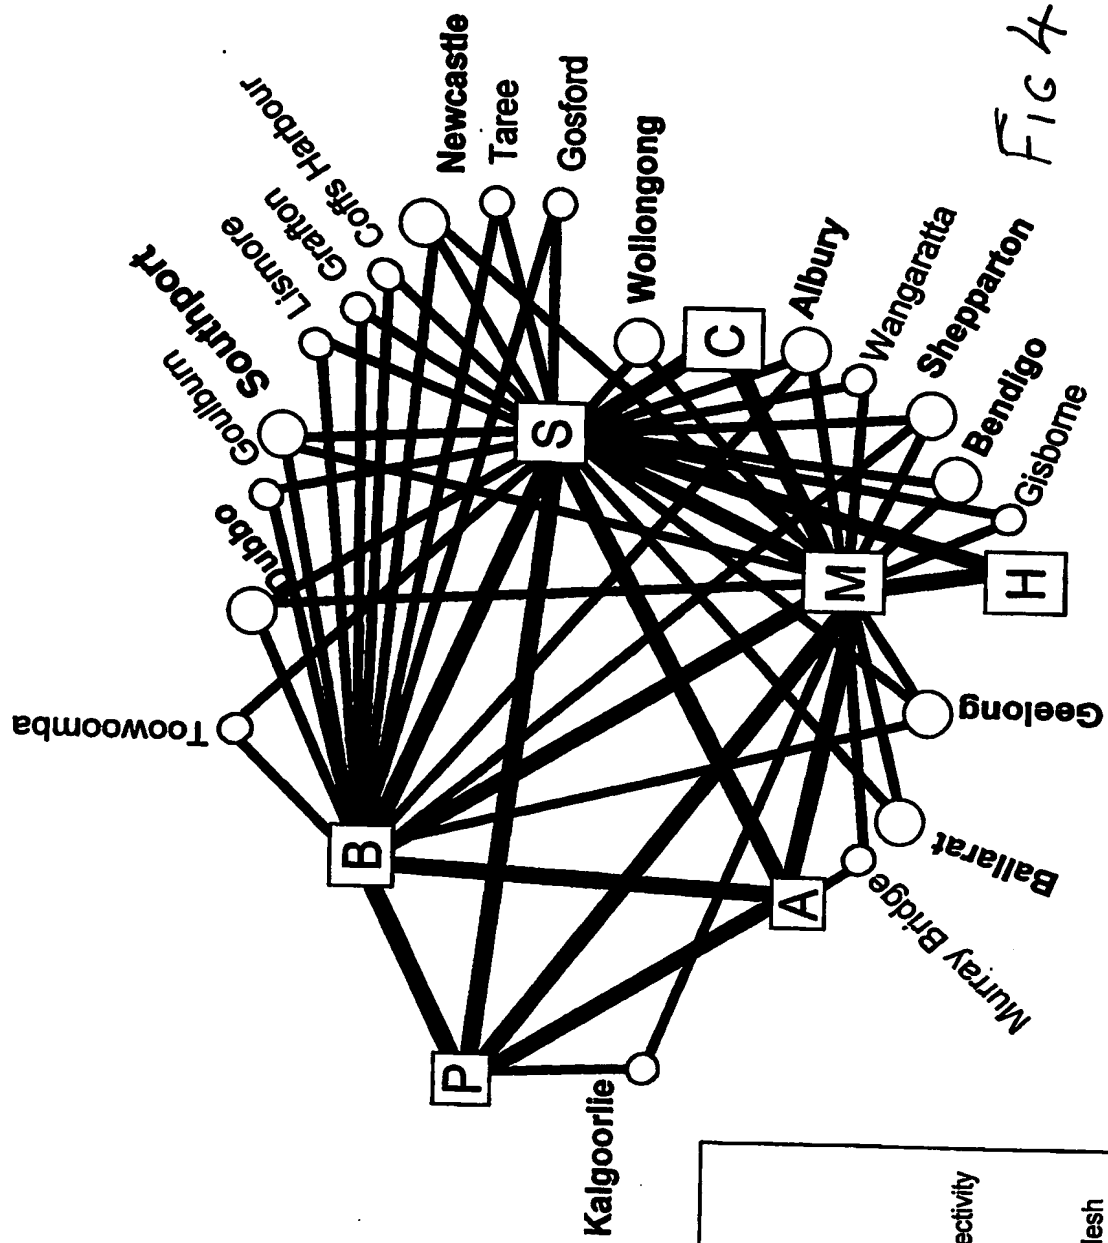 Toowoomba
Dubbo
Goulburn
Southport
Lismore
Grafton
Coffs Harbour
Newcastle
Taree
Gosford
Wollongong
Albury
Wangaratta
Shepparton
Bendigo
Gisborne
Geelong
Ballarat
Murray Bridge
Kalgoorlie
P
B
S
C
M
H
A
ectivity
lesh
FIG 4